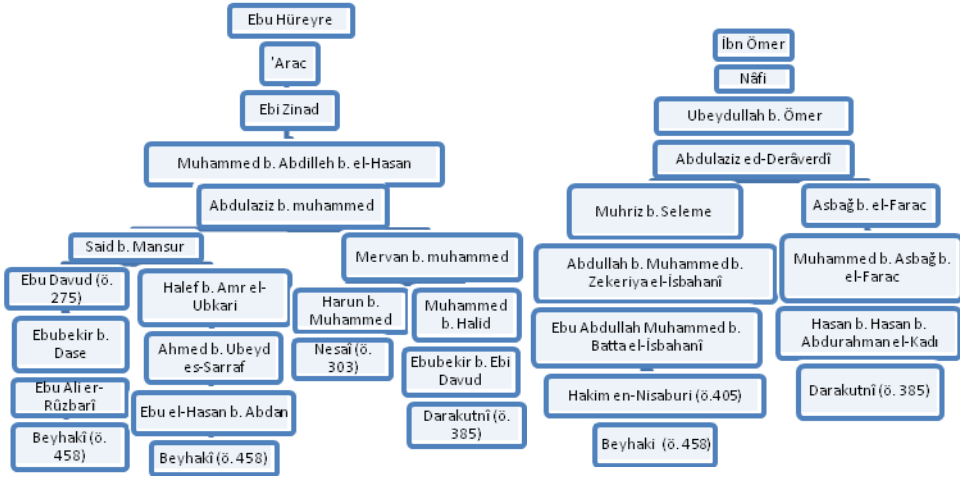 Ebu Hüreyre
'Arac
Ebi Zinad
Muhammed b. Abdilleh b. el-Hasan
Abdulaziz b. muhammed
Said b. Mansur
Ebu Davud (ö.
275)
Ebubekir b.
Dase
Ebu Ali er-
Rûzbarî
Beyhakî (ö.
458)
Halef b. Amr el-
Ubkari
Ahmed b. Ubeyd
es-Sarraf
Ebu el-Hasan b. Abdan
Beyhakî (ö. 458)
Mervan b. muhammed
Harun b.
Muhammed
Nesaî (ö.
303)
Muhammed
b. Halid
Ebubekir b. Ebi
Davud
Darakutnî (ö.
385)
İbn Ömer
Nâfi
Ubeydullah b. Ömer
Abdulaziz ed-Derâverdî
Muhriz b. Seleme
Abdullah b. Muhammed b.
Zekeriya el-İsbahanî
Ebu Abdullah Muhammed b.
Batta el-İsbahanî
Hakim en-Nisaburi (ö.405)
Beyhaki (ö. 458)
Asbağ b. el-Farac
Muhammed b. Asbağ b.
el-Farac
Hasan b. Hasan b.
Abdurahman el-Kadı
Darakutnî (ö. 385)